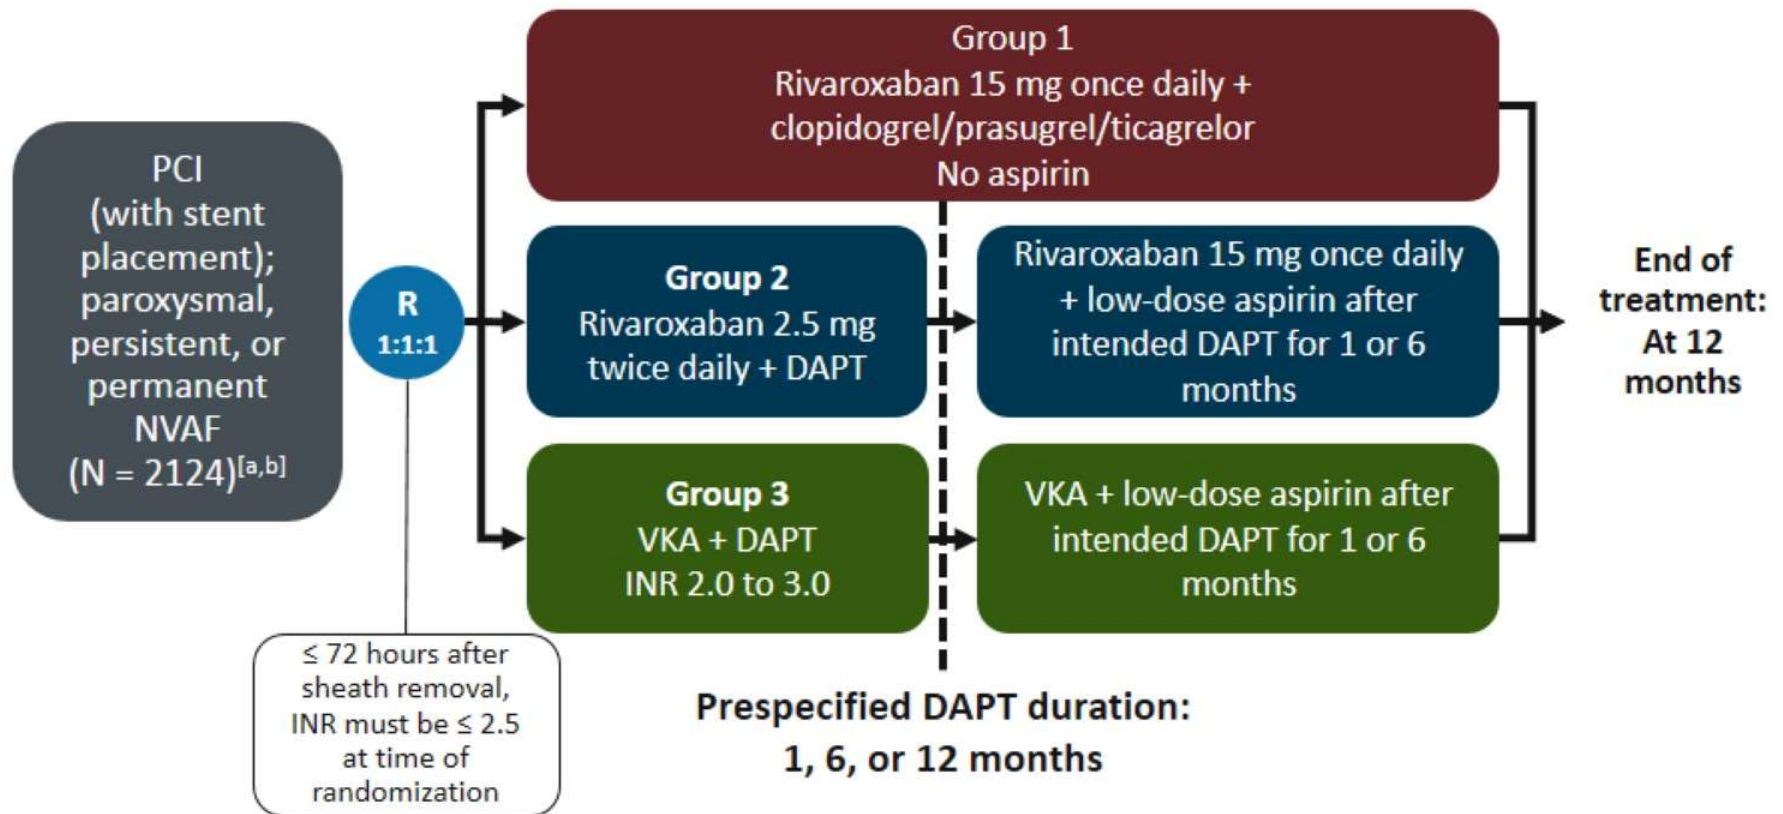 PCI
(with stent
placement);
paroxysmal,
persistent, or
permanent
NVAF
(N = 2124)[a,b]
R
1:1:1
≤ 72 hours after
sheath removal,
INR must be ≤ 2.5
at time of
randomization
Group 1
Rivaroxaban 15 mg once daily +
clopidogrel/prasugrel/ticagrelor
No aspirin
Group 2
Rivaroxaban 2.5 mg
twice daily + DAPT
Rivaroxaban 15 mg once daily
+ low-dose aspirin after
intended DAPT for 1 or 6
months
Group 3
VKA + DAPT
INR 2.0 to 3.0
VKA + low-dose aspirin after
intended DAPT for 1 or 6
months
Prespecified DAPT duration:
1, 6, or 12 months
End of
treatment:
At 12
months